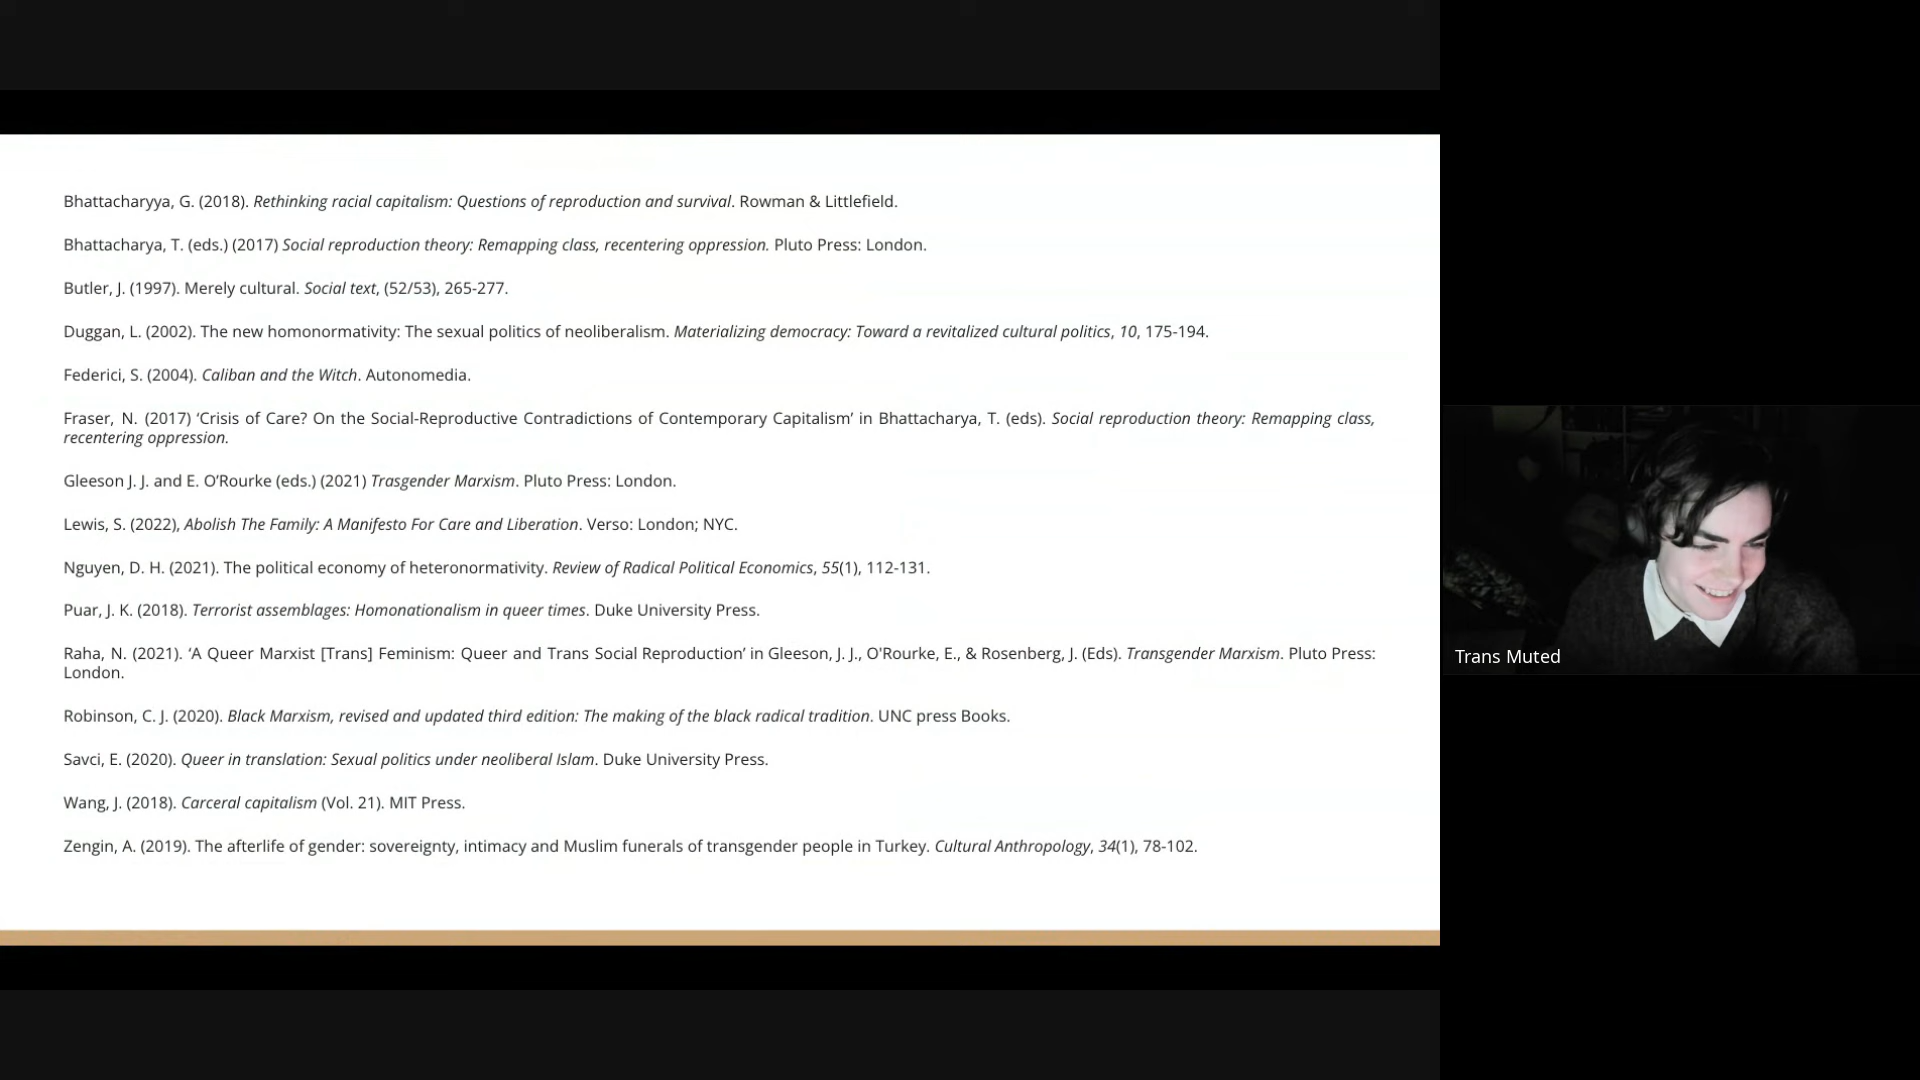 Bhattacharyya, G. (2018). Rethinking racial capitalism: Questions of reproduction and survival. Rowman & Littlefield.
Bhattacharya, T. (eds.) (2017) Social reproduction theory: Remapping class, recentering oppression. Pluto Press: London.
Butler, J. (1997). Merely cultural. Social text, (52/53), 265-277.
Duggan, L. (2002). The new homonormativity: The sexual politics of neoliberalism. Materializing democracy: Toward a revitalized cultural politics, 10, 175-194.
Federici, S. (2004). Caliban and the Witch. Autonomedia.
Fraser, N. (2017) ‘Crisis of Care? On the Social-Reproductive Contradictions of Contemporary Capitalism’ in Bhattacharya, T. (eds). Social reproduction theory: Remapping class,
recentering oppression.
Gleeson J. J. and E. O’Rourke (eds.) (2021) Trasgender Marxism. Pluto Press: London.
Lewis, S. (2022), Abolish The Family: A Manifesto For Care and Liberation. Verso: London; NYC.
Nguyen, D. H. (2021). The political economy of heteronormativity. Review of Radical Political Economics, 55(1), 112-131.
Puar, J. K. (2018). Terrorist assemblages: Homonationalism in queer times. Duke University Press.
Raha, N. (2021). ‘A Queer Marxist [Trans] Feminism: Queer and Trans Social Reproduction’ in Gleeson, J. J., O'Rourke, E., & Rosenberg, J. (Eds). Transgender Marxism. Pluto Press:
London.
Robinson, C. J. (2020). Black Marxism, revised and updated third edition: The making of the black radical tradition. UNC press Books.
Savci, E. (2020). Queer in translation: Sexual politics under neoliberal Islam. Duke University Press.
Wang, J. (2018). Carceral capitalism (Vol. 21). MIT Press.
Zengin, A. (2019). The afterlife of gender: sovereignty, intimacy and Muslim funerals of transgender people in Turkey. Cultural Anthropology, 34(1), 78-102.
Trans Muted